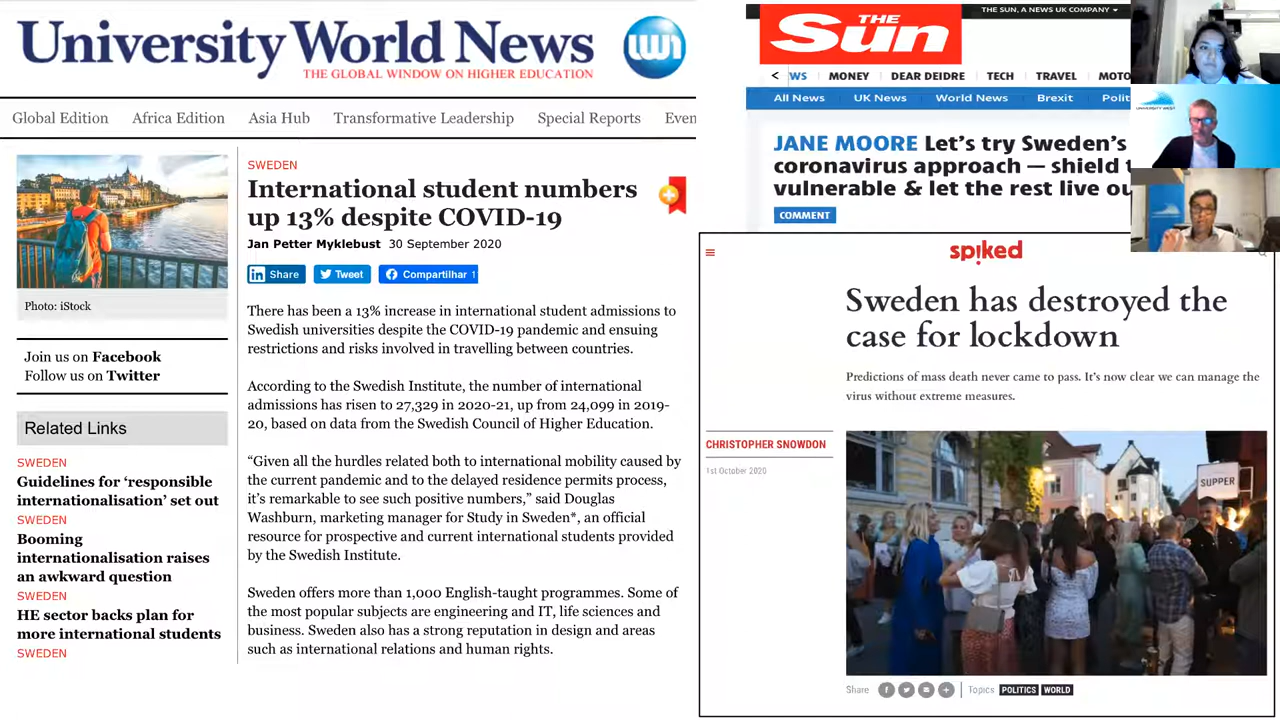 University World News
THE GLOBAL WINDOW ON HIGHER EDUCATION
uwn
Global Edition
Africa Edition
Asia Hub
Transformative Leadership
Special Reports
Photo: iStock
Join us on Facebook
Follow us on Twitter
Related Links
SWEDEN
Guidelines for ‘responsible
internationalisation’ set out
SWEDEN
Booming
internationalisation raises
an awkward question
SWEDEN
HE sector backs plan for
more international students
SWEDEN
SWEDEN
International student numbers
up 13% despite COVID-19
Jan Petter Myklebust 30 September 2020
in Share
Tweet
Compartilhar
There has been a 13% increase in international student admissions to
Swedish universities despite the COVID-19 pandemic and ensuing
restrictions and risks involved in travelling between countries.
According to the Swedish Institute, the number of international
admissions has risen to 27,329 in 2020-21, up from 24,099 in 2019-
20, based on data from the Swedish Council of Higher Education.
“Given all the hurdles related both to international mobility caused by
the current pandemic and to the delayed residence permits process,
it’s remarkable to see such positive numbers,” said Douglas
Washburn, marketing manager for Study in Sweden*, an official
resource for prospective and current international students provided
by the Swedish Institute.
Sweden offers more than 1,000 English-taught programmes. Some of
the most popular subjects are engineering and IT, life sciences and
business. Sweden also has a strong reputation in design and areas
such as international relations and human rights.
THE SUN, A NEWS UK COMPANY
THE
Sun
< WS MONEY DEAR DEIDRE TECH TRAVEL MOTO
All News UK News World News Brexit Polit
JANE MOORE Let’s try Sweden’s
coronavirus approach — shield t
vulnerable & let the rest live ou
COMMENT
UNIVERSITY WEST
spiked
Sweden has destroyed the
case for lockdown
Predictions of mass death never came to pass. It’s now clear we can manage the
virus without extreme measures.
CHRISTOPHER SNOWDON
1st October 2020
SUPPER
Share
Topics POLITICS WORLD